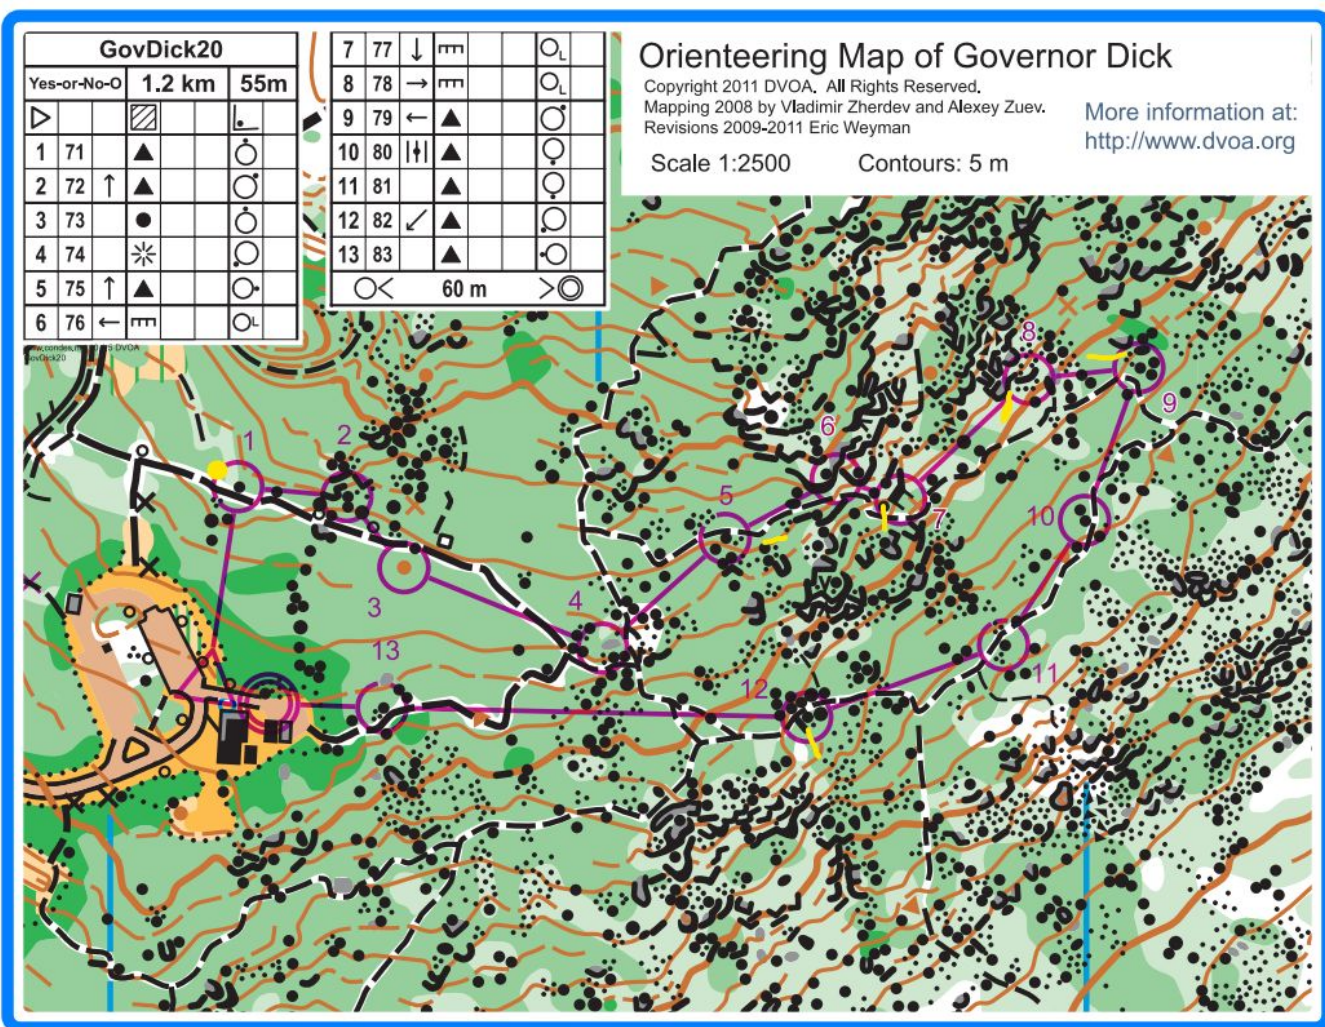 GovDick20
Yes-or-No-O 1.2 km 55m
1 71
2 72
3 73
4 74
5 75
6 76
7 77 L
8 78 L
9 79
10 80
11 81
12 82
13 83
60 m
Orienteering Map of Governor Dick
Copyright 2011 DVOA. All Rights Reserved.
Mapping 2008 by Vladimir Zherdev and Alexey Zuev.
Revisions 2009-2011 Eric Weyman
More information at:
http://www.dvoa.org
Scale 1:2500 Contours: 5 m
DVOA
GovDick20
1
2
3
4
5
6
7
8
9
10
11
12
13